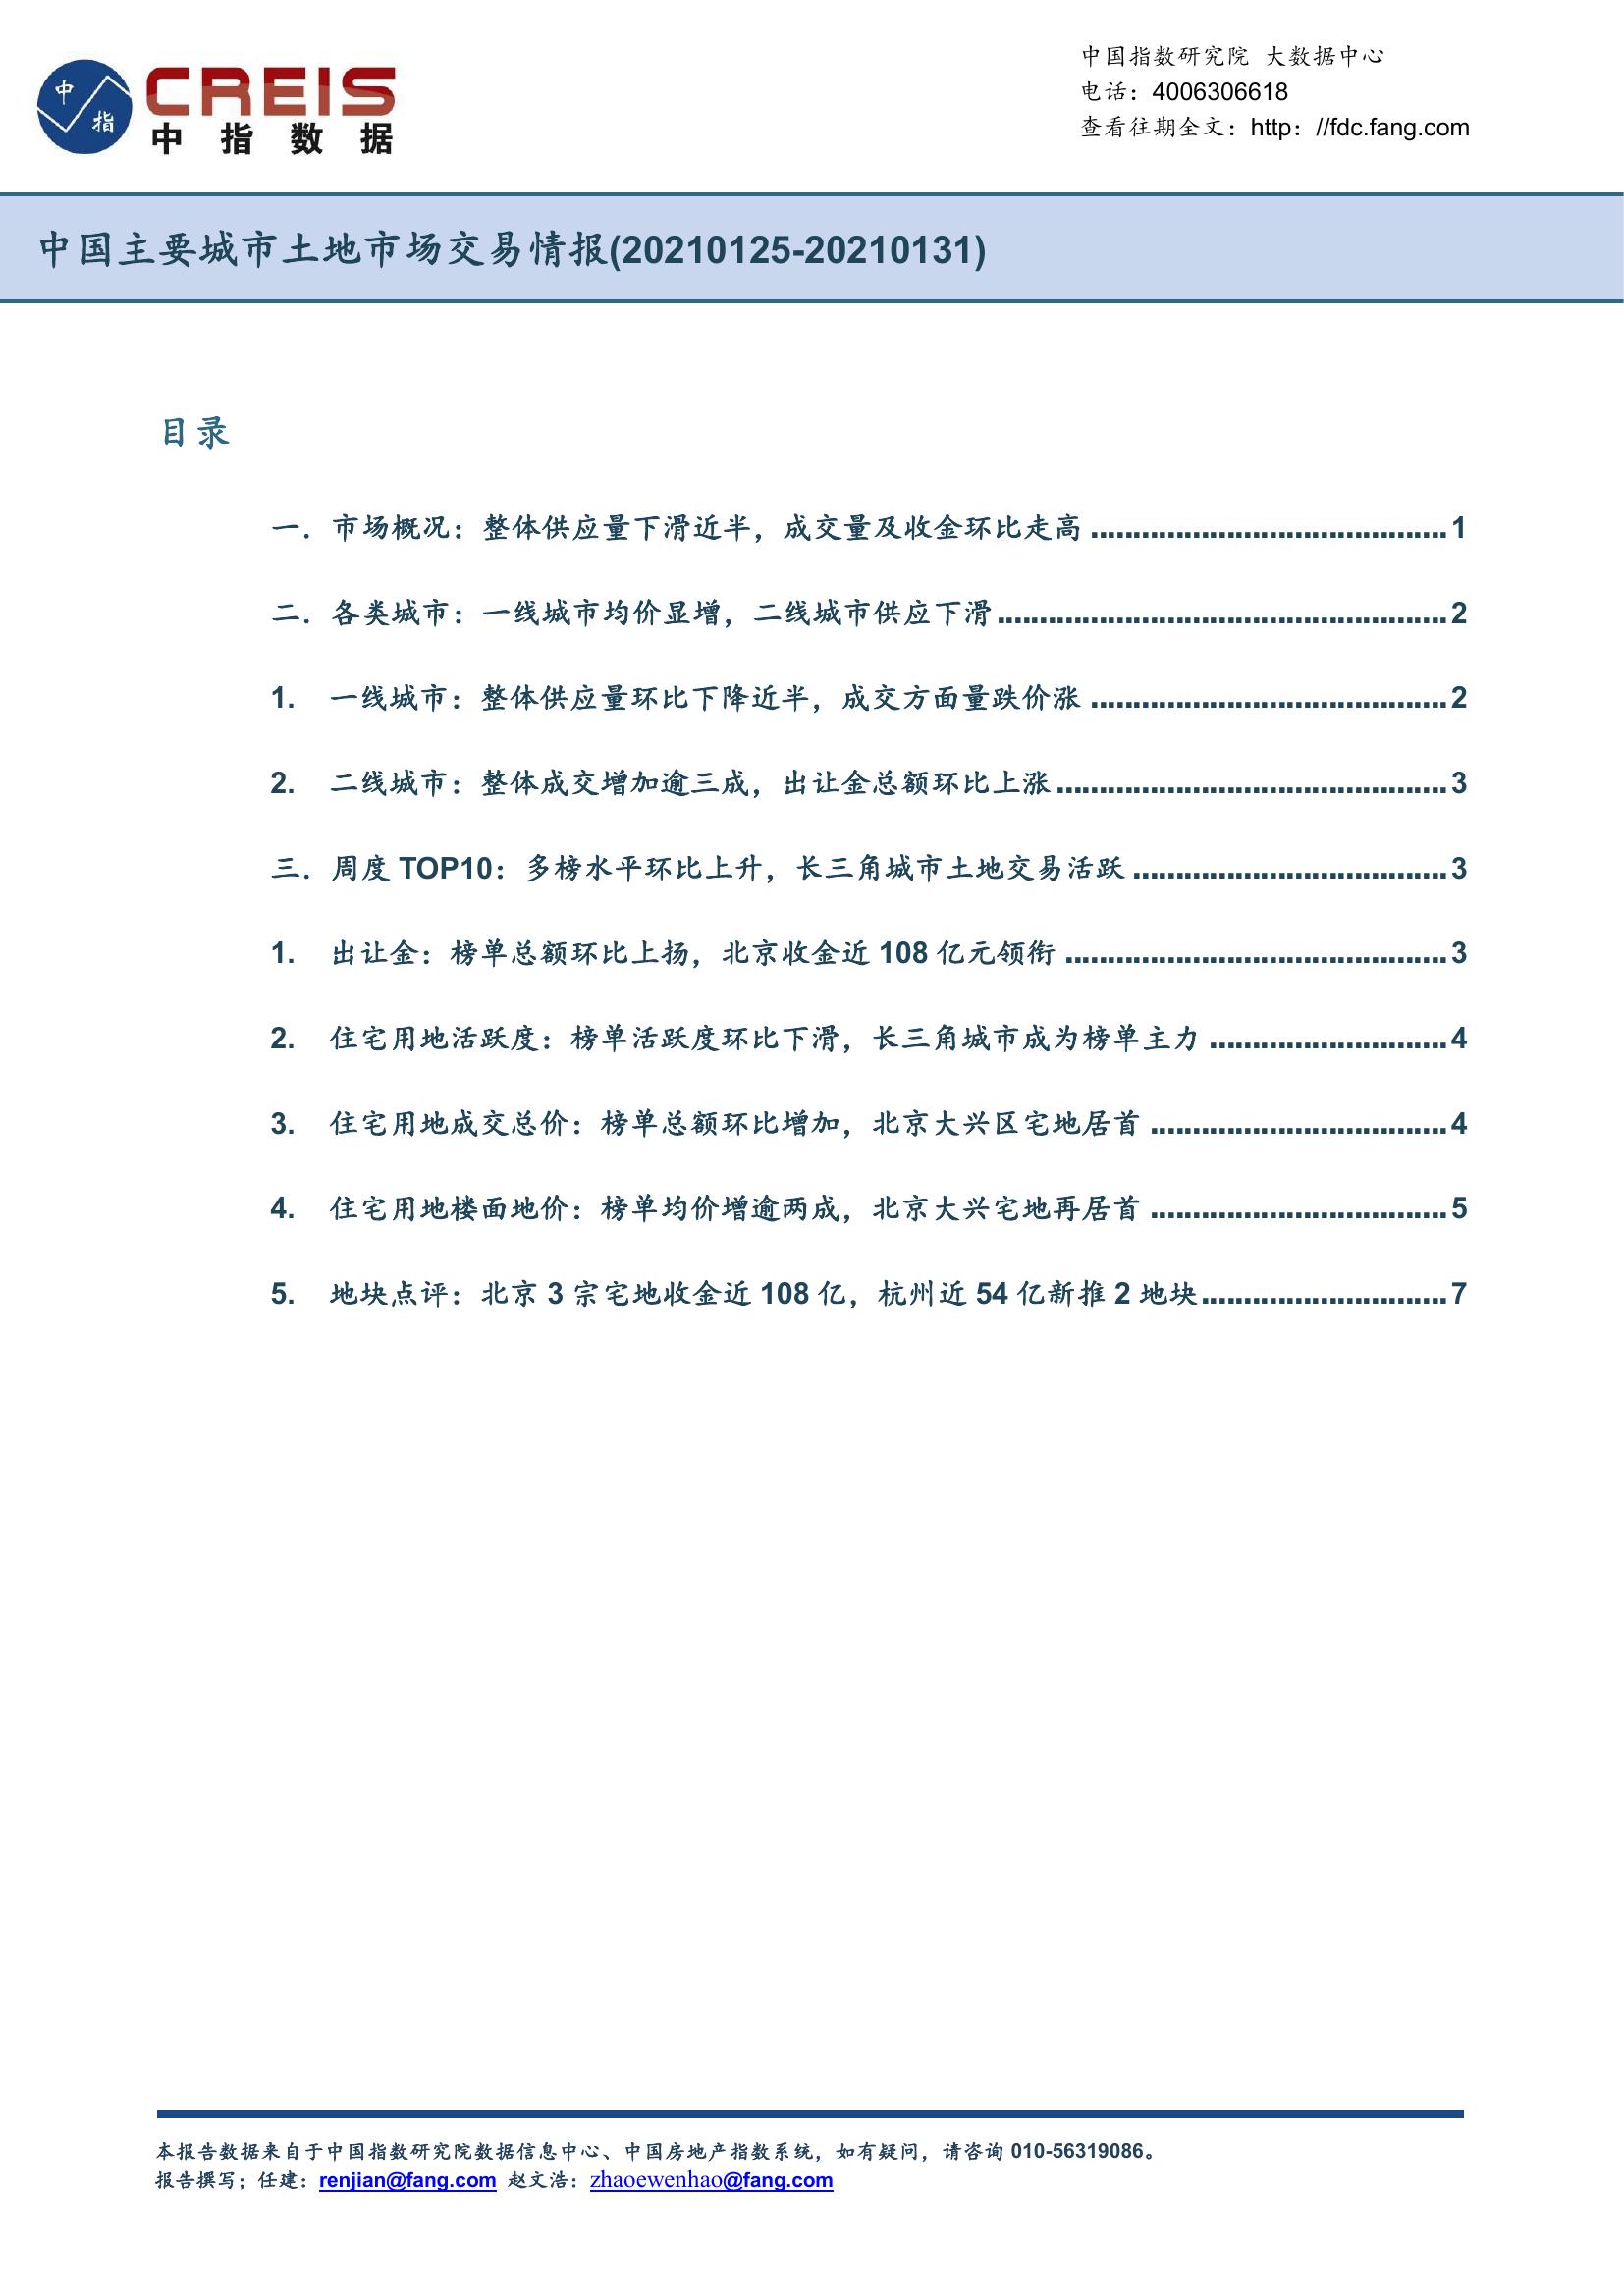 中指
CREIS
中指数据
中国指数研究院 大数据中心
电话：4006306618
查看往期全文：http：//fdc.fang.com
中国主要城市土地市场交易情报(20210125-20210131)
目录
一．市场概况：整体供应量下滑近半，成交量及收金环比走高 1
二．各类城市：一线城市均价显增，二线城市供应下滑 2
1. 一线城市：整体供应量环比下降近半，成交方面量跌价涨 2
2. 二线城市：整体成交增加逾三成，出让金总额环比上涨 3
三．周度 TOP10：多榜水平环比上升，长三角城市土地交易活跃 3
1. 出让金：榜单总额环比上扬，北京收金近 108 亿元领衔 3
2. 住宅用地活跃度：榜单活跃度环比下滑，长三角城市成为榜单主力 4
3. 住宅用地成交总价：榜单总额环比增加，北京大兴区宅地居首 4
4. 住宅用地楼面地价：榜单均价增逾两成，北京大兴宅地再居首 5
5. 地块点评：北京 3 宗宅地收金近 108 亿，杭州近 54 亿新推 2 地块 7
本报告数据来自于中国指数研究院数据信息中心、中国房地产指数系统，如有疑问，请咨询 010-56319086。
报告撰写；任建：renjian@fang.com 赵文浩：zhaoewenhao@fang.com